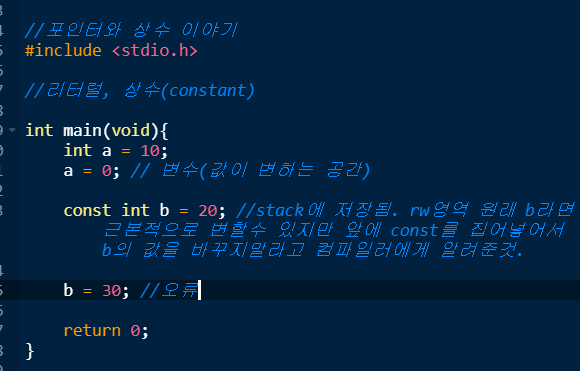 //포인터와 상수 이야기
#include <stdio.h>
//리터럴, 상수(constant)
int main(void){
int a = 10;
a = 0; // 변수(값이 변하는 공간)
const int b = 20; //stack에 저장됨. rw영역 원래 b라면
근본적으로 변할수 있지만 앞에 const를 집어넣어서
b의 값을 바꾸지말라고 컴파일러에게 알려준것.
b = 30; //오류
return 0;
}